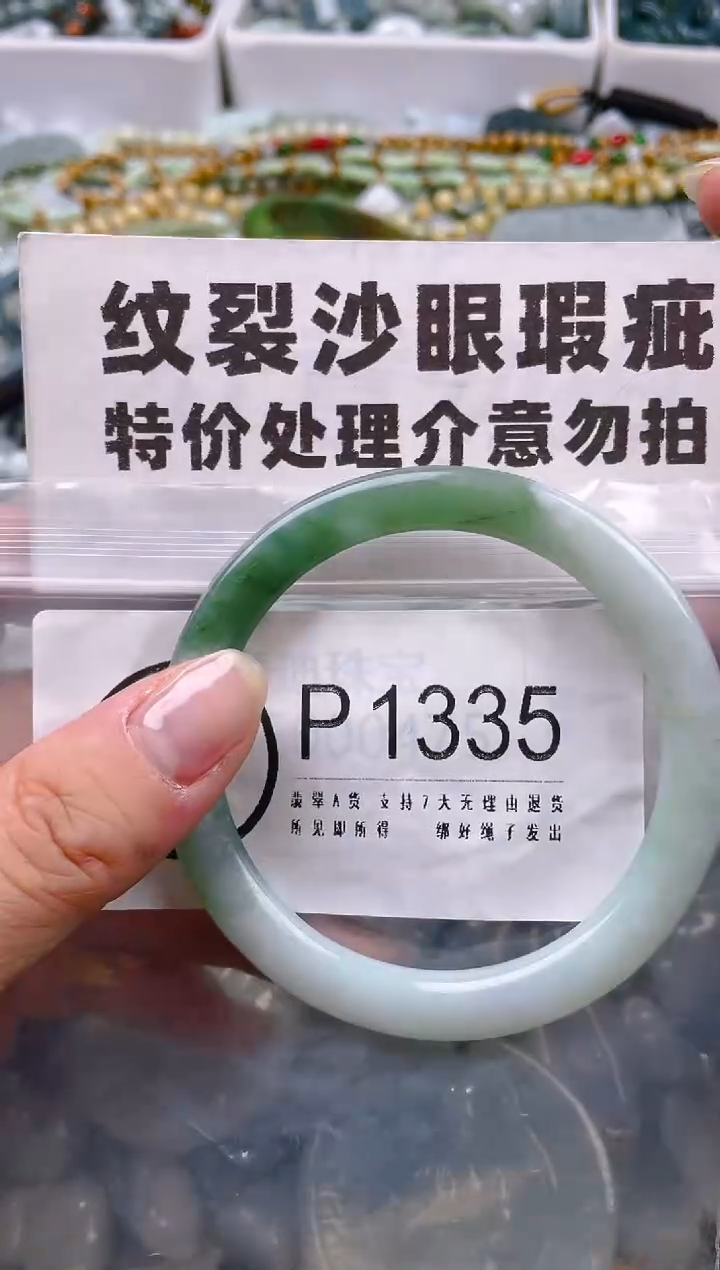 纹裂沙眼瑕疵
特价处理介意勿拍
P1335
翡翠A货 支持7天无理由退货
所见即所得 绑好绳子发出